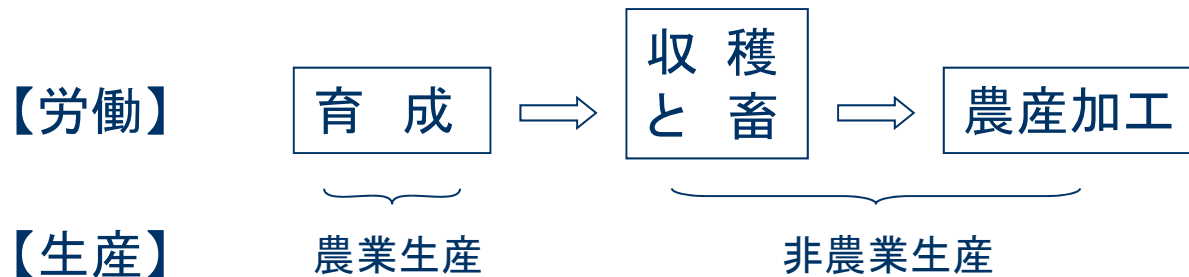 【労働】
育 成
収 穫
と 畜
農産加工
【生産】
農業生産
非農業生産